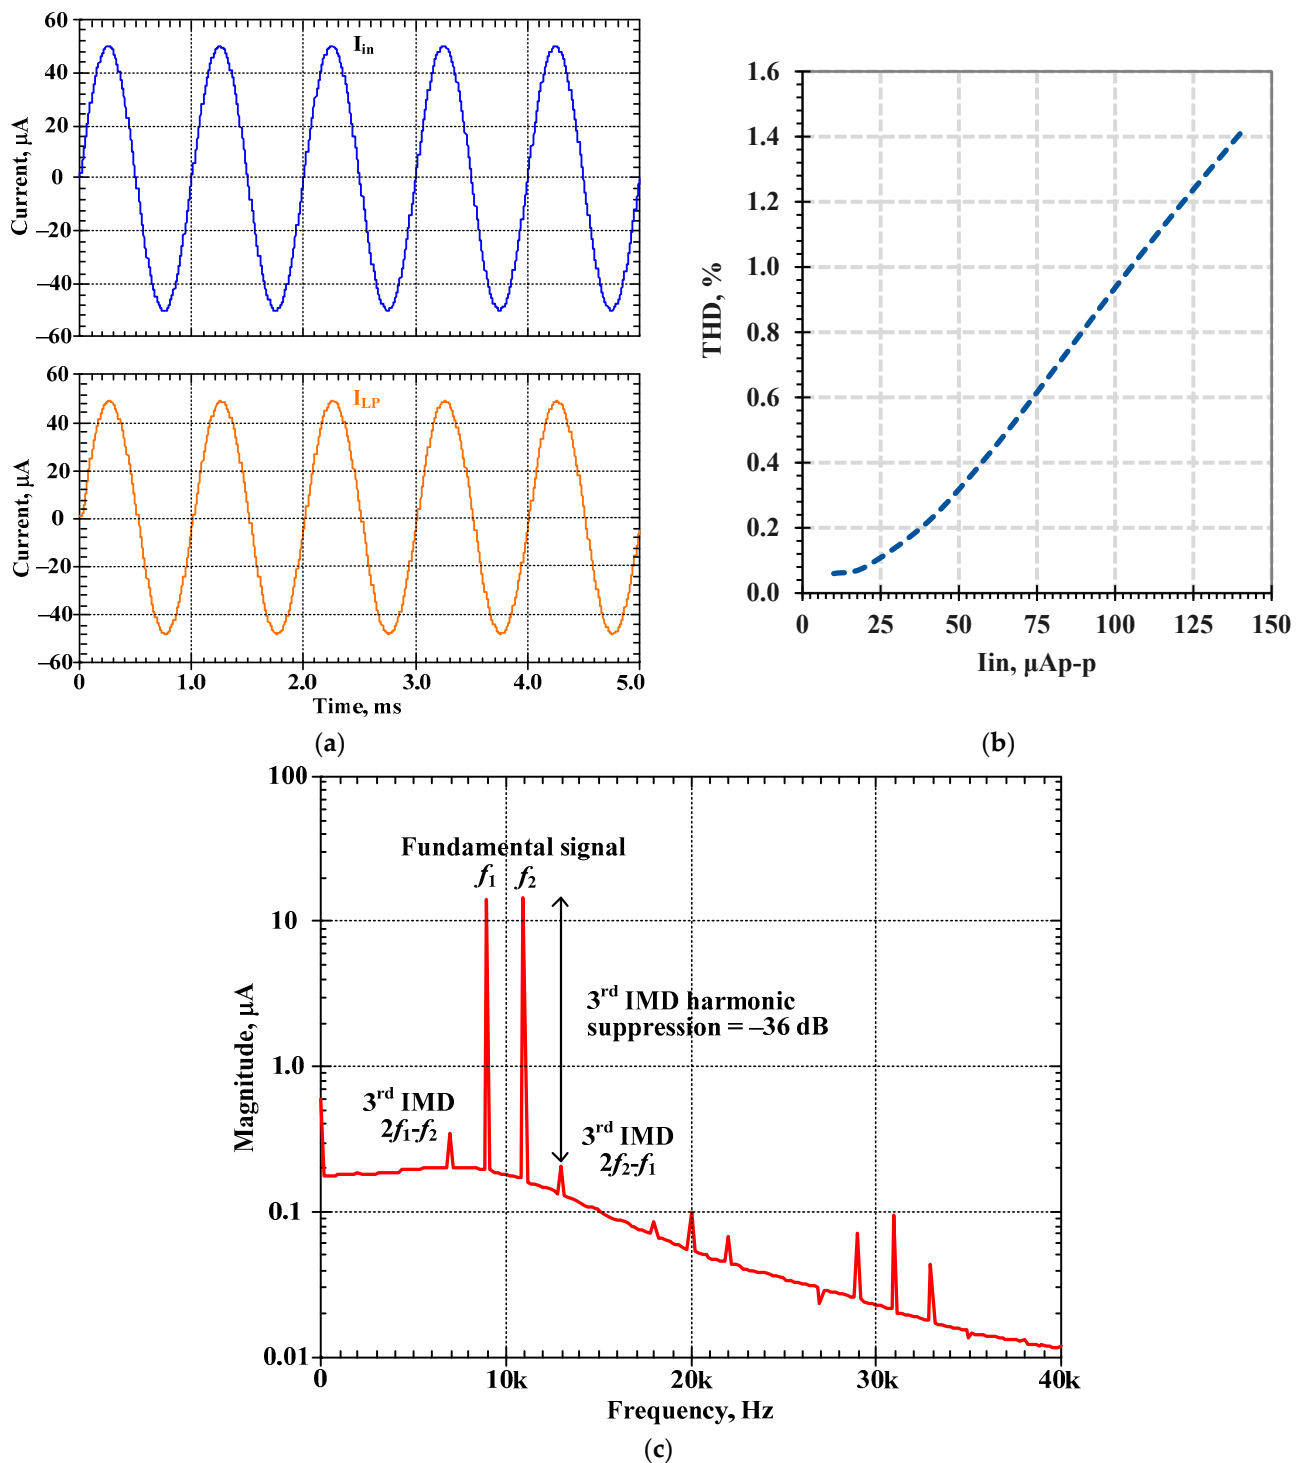 60
40
20
0
–20
–40
–60
Current, µA
I_in
60
40
20
0
–20
–40
–60
Current, µA
I_LP
0 1.0 2.0 3.0 4.0 5.0
Time, ms
(a)
1.6
1.4
1.2
1.0
0.8
0.6
0.4
0.2
0.0
THD, %
0 25 50 75 100 125 150
Iin, µAp-p
(b)
100
10
1.0
0.1
0.01
Magnitude, µA
Fundamental signal
f1 f2
3rd IMD harmonic
suppression = –36 dB
3rd IMD
2f1-f2
3rd IMD
2f2-f1
0 10k 20k 30k 40k
Frequency, Hz
(c)